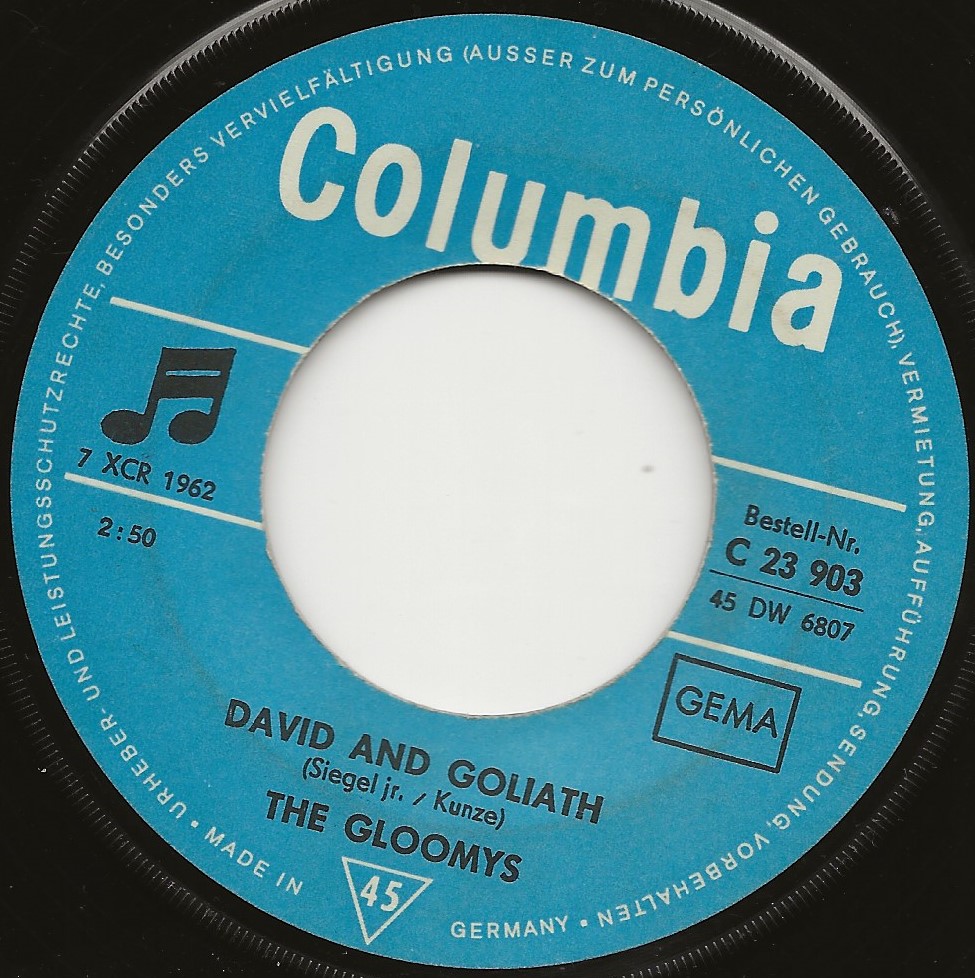 URHEBER- UND LEISTUNGSSCHUTZRECHTE, BESONDERS VERVIELFÄLTIGUNG (AUSSER ZUM PERSÖNLICHEN GEBRAUCH), VERMIETUNG, AUFFÜHRUNG, SENDUNG, VORBEHALTEN •
Columbia
7 XCR 1962
2:50
Bestell-Nr.
C 23 903
45 DW 6807
GEMA
DAVID AND GOLIATH
(Siegel jr. / Kunze)
THE GLOOMYS
45
• MADE IN GERMANY